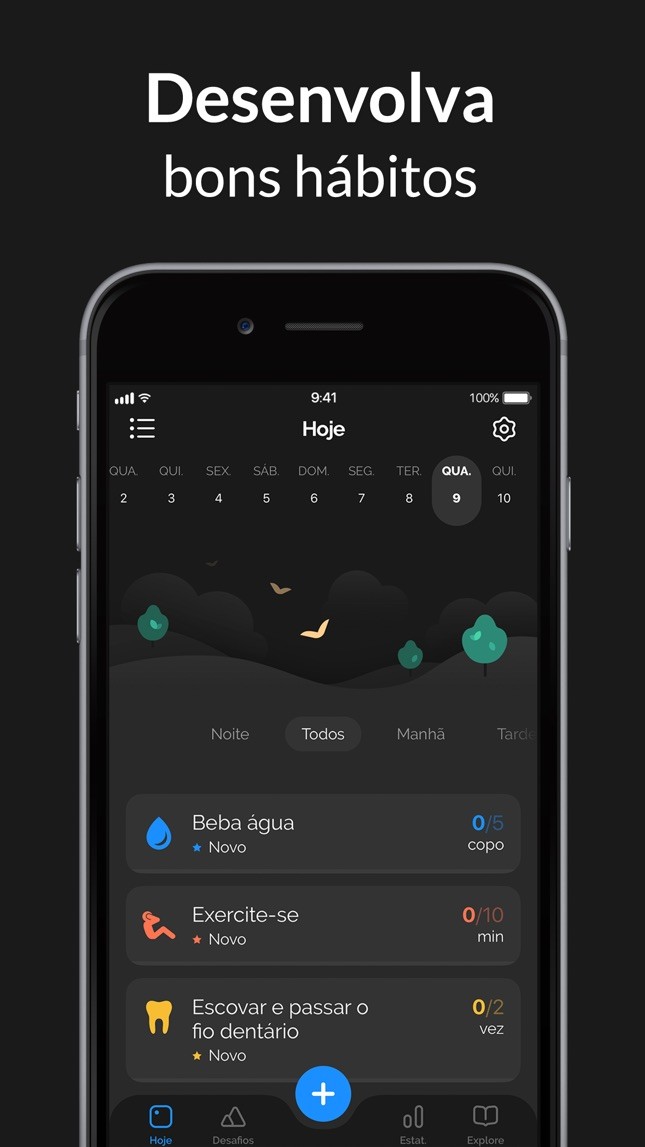 Desenvolva
bons hábitos
9:41
100%
Hoje
QUA. QUI. SEX. SÁB. DOM. SEG. TER. QUA. QUI.
2 3 4 5 6 7 8 9 10
Noite Todos Manhã Tarde
Beba água 0/5
Novo copo
Exercite-se 0/10
Novo min
Escovar e passar o 0/2
fio dentário vez
Novo
Hoje Desafios Estat. Explore